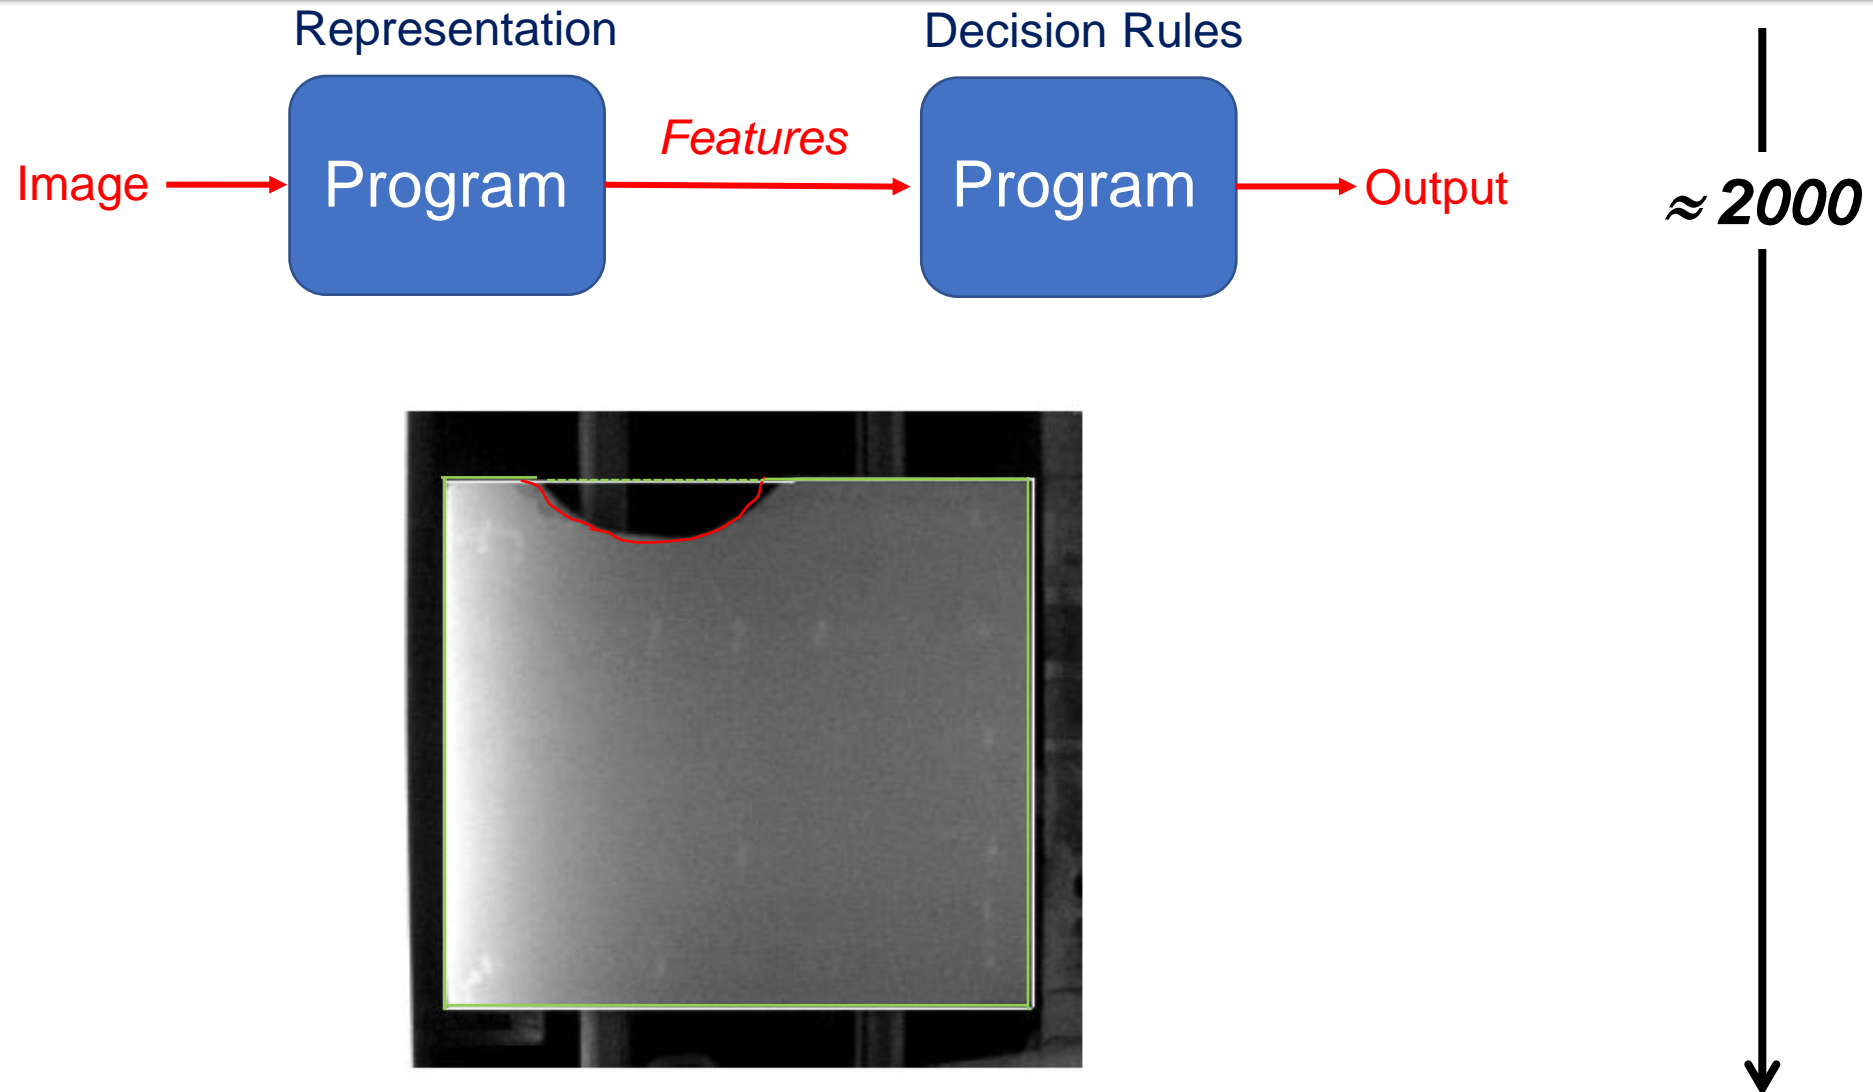 Representation
Decision Rules
Image
Program
Features
Program
Output
≈ 2000